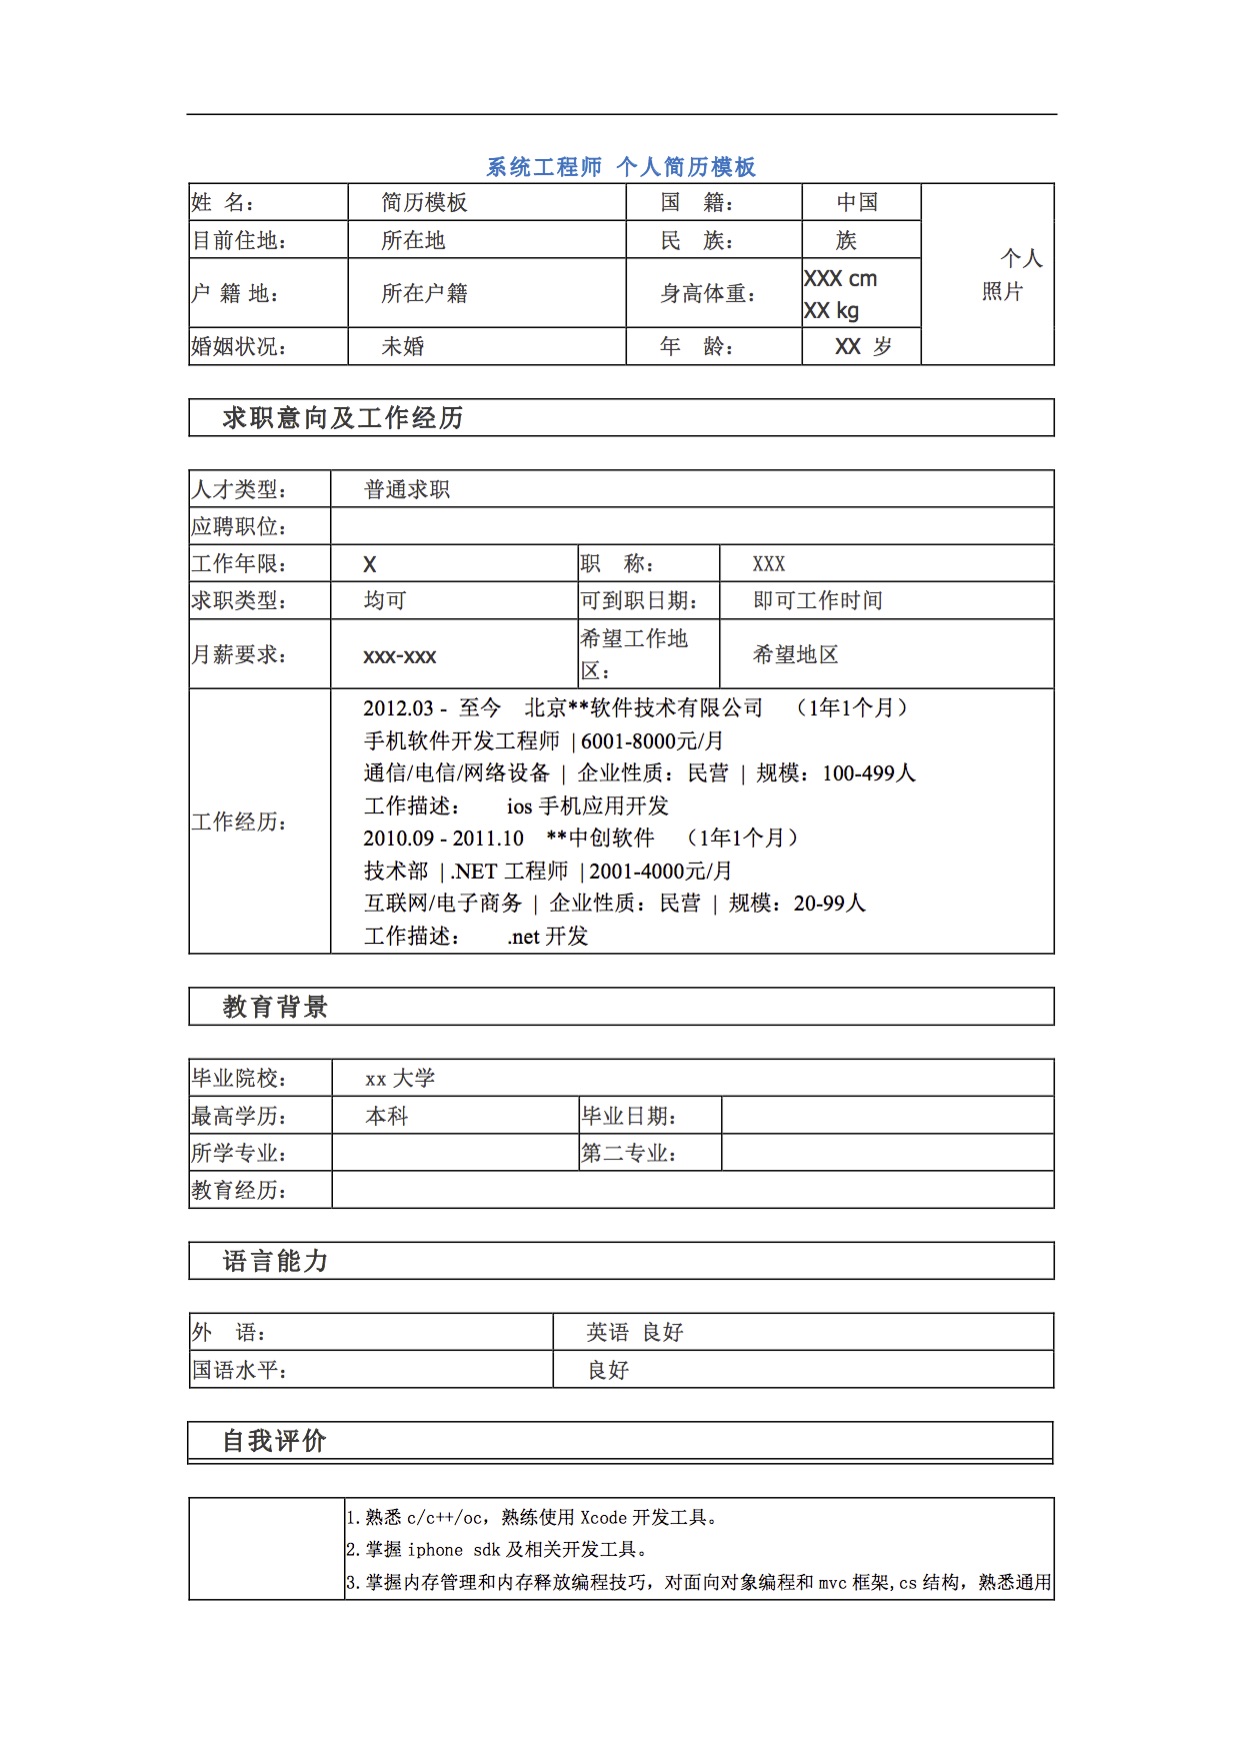 系统工程师 个人简历模板
姓 名： 简历模板 国 籍： 中国
目前住地： 所在地 民 族： 族
个人
照片
户 籍 地： 所在户籍 身高体重： XXX cm
XX kg
婚姻状况： 未婚 年 龄： XX 岁
求职意向及工作经历
人才类型： 普通求职
应聘职位：
工作年限： X 职 称： XXX
求职类型： 均可 可到职日期： 即可工作时间
月薪要求： xxx-xxx 希望工作地
区： 希望地区
工作经历：
2012.03 - 至今 北京**软件技术有限公司 （1年1个月）
手机软件开发工程师 | 6001-8000元/月
通信/电信/网络设备 | 企业性质：民营 | 规模：100-499人
工作描述： ios 手机应用开发
2010.09 - 2011.10 **中创软件 （1年1个月）
技术部 | .NET 工程师 | 2001-4000元/月
互联网/电子商务 | 企业性质：民营 | 规模：20-99人
工作描述： .net 开发
教育背景
毕业院校： xx 大学
最高学历： 本科 毕业日期：
所学专业： 第二专业：
教育经历：
语言能力
外 语： 英语 良好
国语水平： 良好
自我评价
1.熟悉 c/c++/oc，熟练使用 Xcode 开发工具。
2.掌握 iphone sdk 及相关开发工具。
3.掌握内存管理和内存释放编程技巧，对面向对象编程和 mvc 框架,cs 结构，熟悉通用